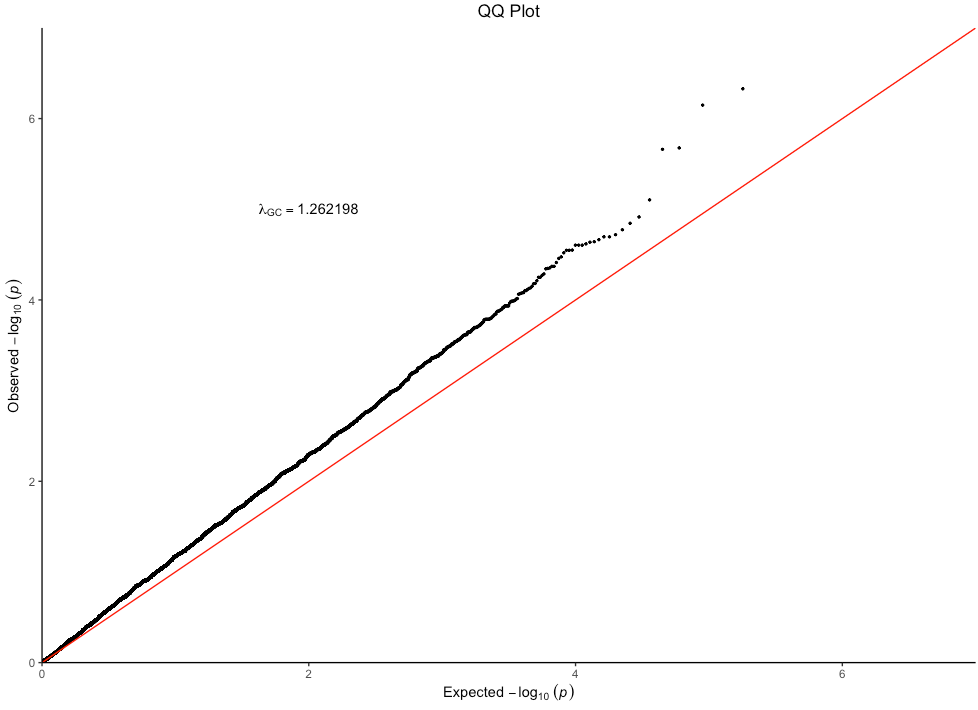 QQ Plot
6
λGC = 1.262198
4
Observed −log10 (p)
2
0
0 2 4 6
Expected −log10 (p)